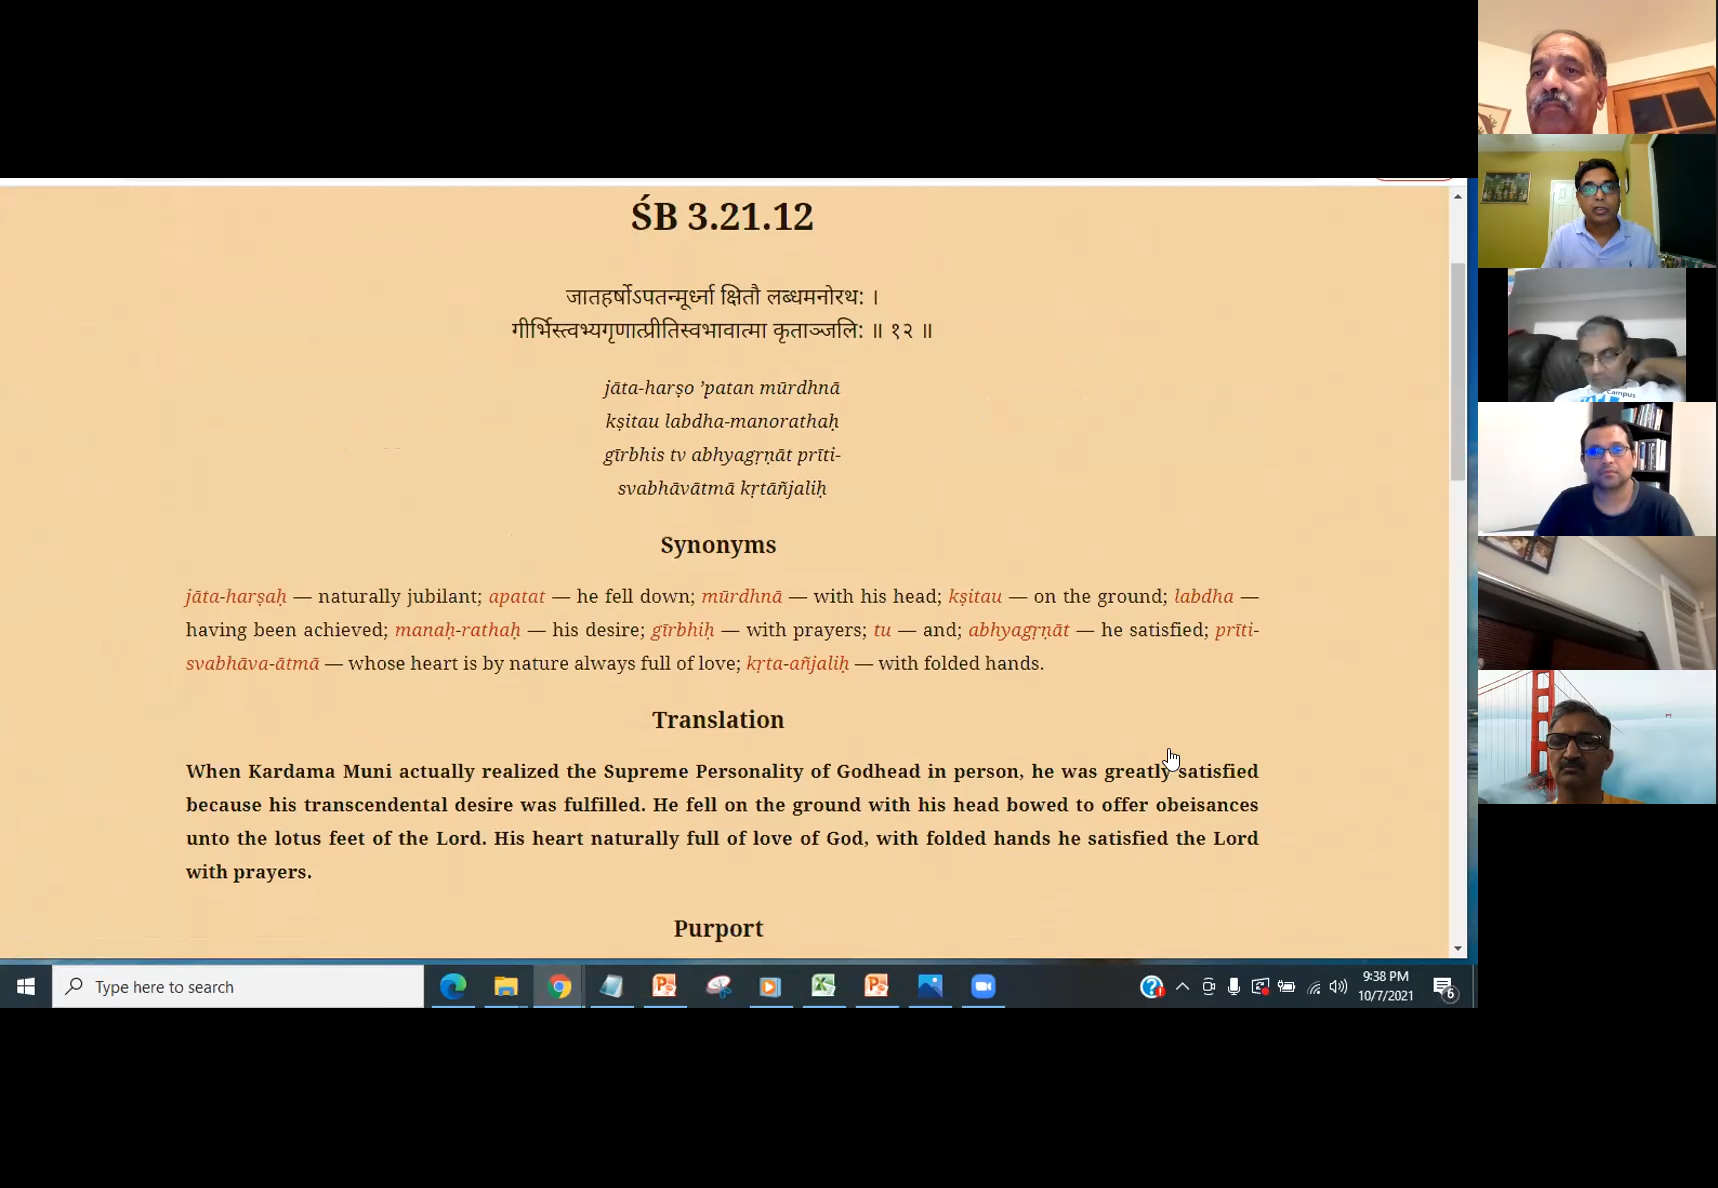 ŚB 3.21.12
जातहर्षोऽपतन्मूर्ध्ना क्षितौ लब्धमनोरथ: ।
गीर्भिस्त्वभ्यगृणात्प्रीतिस्वभावात्मा कृताञ्जलि: ॥ १२ ॥
jāta-harṣo ’patan mūrdhnā
kṣitau labdha-manorathaḥ
gīrbhis tv abhyagṛṇāt prīti-
svabhāvātmā kṛtāñjaliḥ
Synonyms
jāta-harṣaḥ — naturally jubilant; apatat — he fell down; mūrdhnā — with his head; kṣitau — on the ground; labdha —
having been achieved; manaḥ-rathaḥ — his desire; gīrbhiḥ — with prayers; tu — and; abhyagṛṇāt — he satisfied; prīti-
svabhāva-ātmā — whose heart is by nature always full of love; kṛta-añjaliḥ — with folded hands.
Translation
When Kardama Muni actually realized the Supreme Personality of Godhead in person, he was greatly satisfied
because his transcendental desire was fulfilled. He fell on the ground with his head bowed to offer obeisances
unto the lotus feet of the Lord. His heart naturally full of love of God, with folded hands he satisfied the Lord
with prayers.
Purport
Type here to search
9:38 PM
10/7/2021
6
Campus